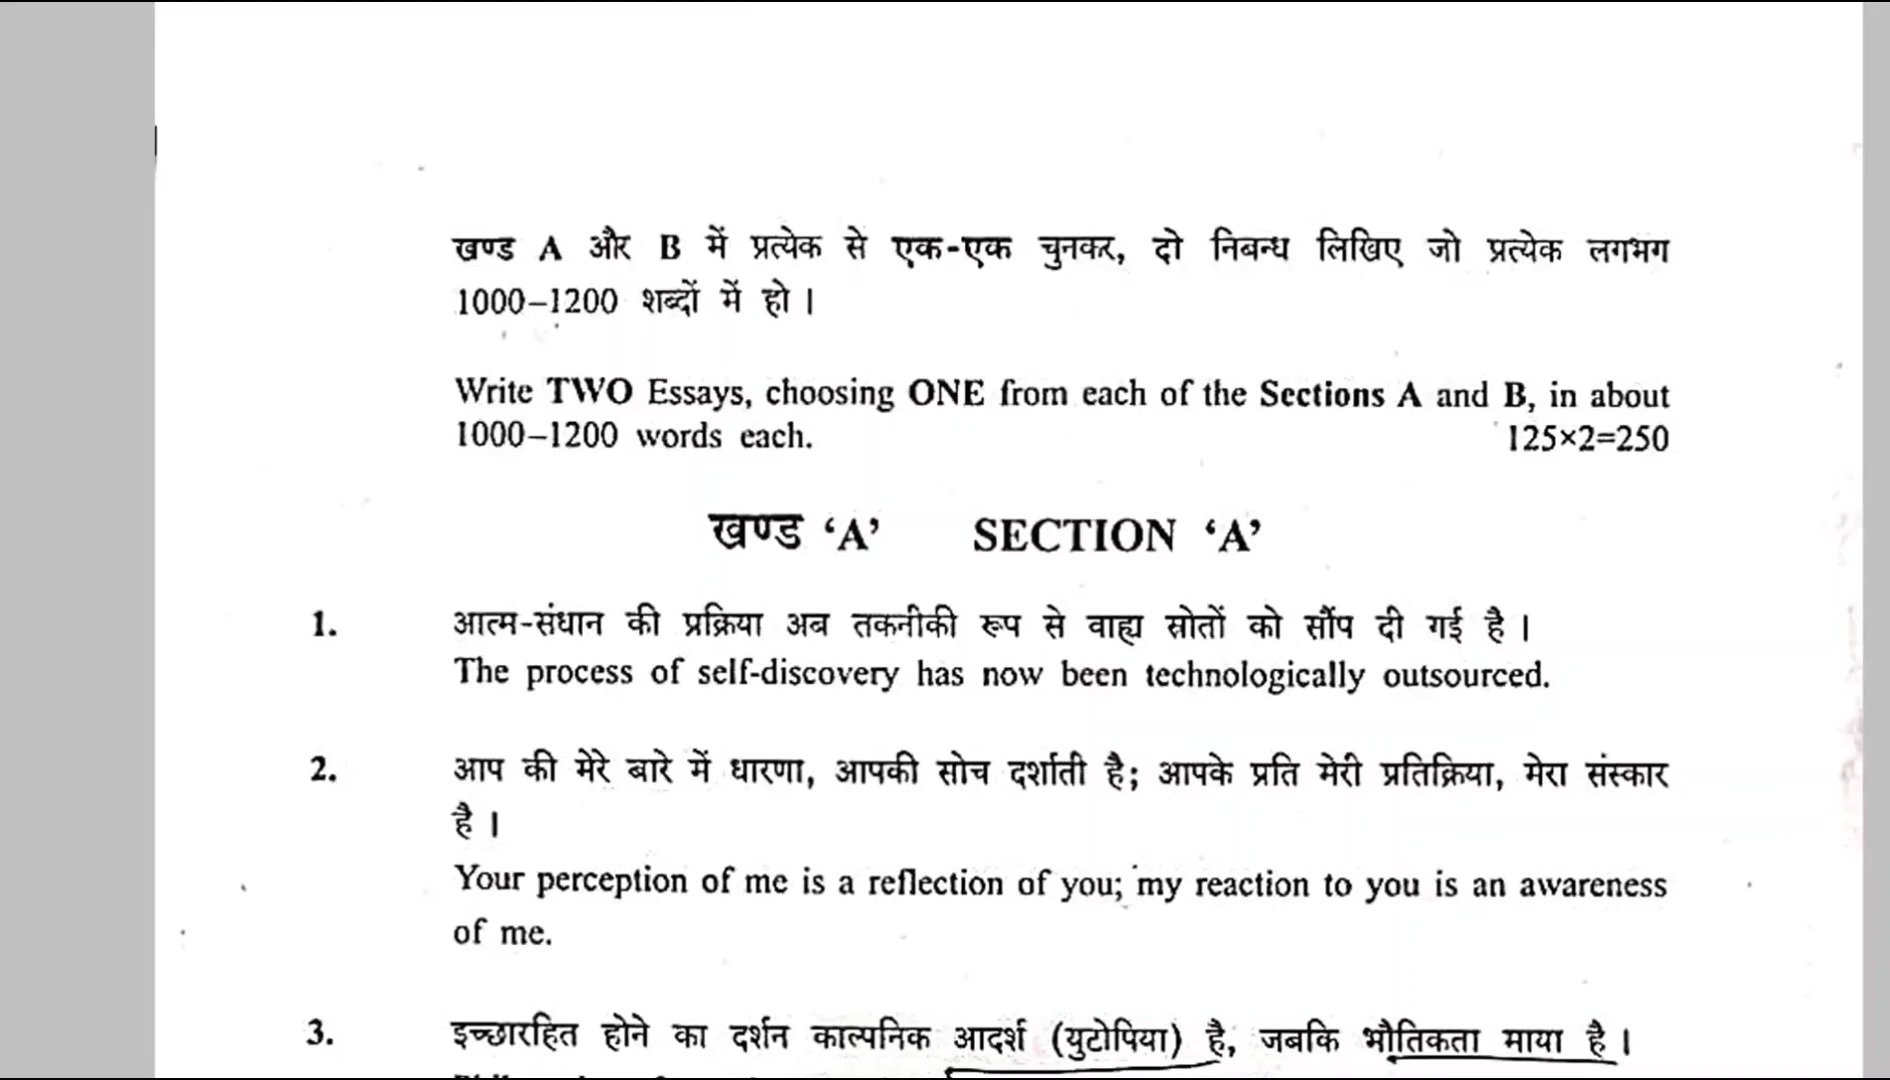 खण्ड A और B में प्रत्येक से एक-एक चुनकर, दो निबन्ध लिखिए जो प्रत्येक लगभग
1000–1200 शब्दों में हो।
Write TWO Essays, choosing ONE from each of the Sections A and B, in about
1000–1200 words each. 125×2=250
खण्ड ‘A’ SECTION ‘A’
1. आत्म-संधान की प्रक्रिया अब तकनीकी रूप से वाह्य स्रोतों को सौंप दी गई है।
The process of self-discovery has now been technologically outsourced.
2. आप की मेरे बारे में धारणा, आपकी सोच दर्शाती है; आपके प्रति मेरी प्रतिक्रिया, मेरा संस्कार
है।
Your perception of me is a reflection of you; my reaction to you is an awareness
of me.
3. इच्छारहित होने का दर्शन काल्पनिक आदर्श (युटोपिया) है, जबकि भौतिकता माया है।